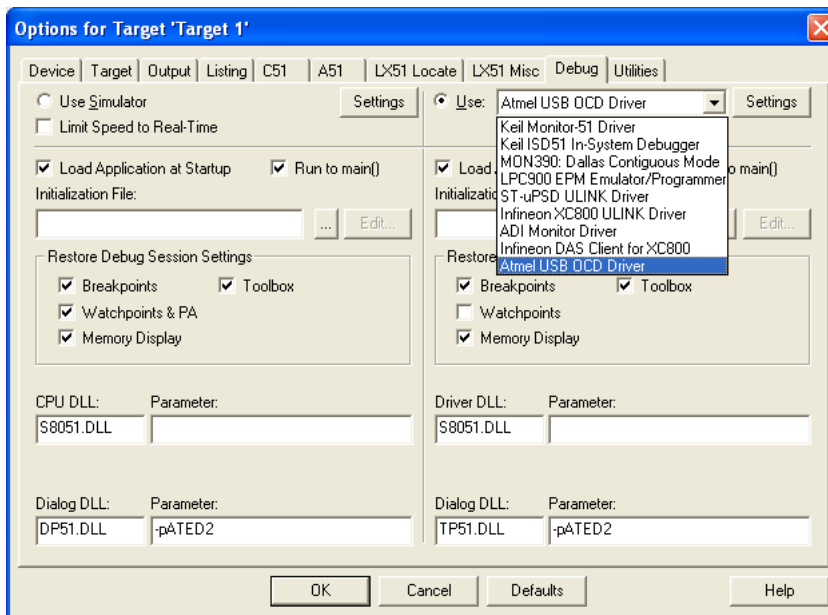 Options for Target 'Target 1'
Device Target Output Listing C51 A51 LX51 Locate LX51 Misc Debug Utilities
Use Simulator Settings
Limit Speed to Real-Time
Use: Atmel USB OCD Driver Settings
Keil Monitor-51 Driver
Keil ISD51 In-System Debugger
MON390: Dallas Contiguous Mode
LPC900 EPM Emulator/Programmer
ST-uPSD ULINK Driver
Infineon XC800 ULINK Driver
ADI Monitor Driver
Infineon DAS Client for XC800
Atmel USB OCD Driver
Load Application at Startup Run to main()
Initialization File:
... Edit...
Restore Debug Session Settings
Breakpoints Toolbox
Watchpoints & PA
Memory Display
Load o main()
Initializatio
Edit...
Restore
Breakpoints Toolbox
Watchpoints
Memory Display
CPU DLL: Parameter:
S8051.DLL
Driver DLL: Parameter:
S8051.DLL
Dialog DLL: Parameter:
DP51.DLL -pATED2
Dialog DLL: Parameter:
TP51.DLL -pATED2
OK Cancel Defaults Help